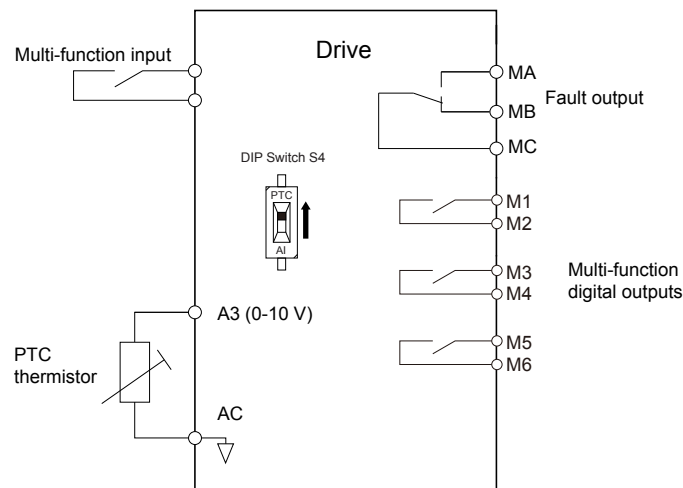 Drive
Multi-function input
MA
Fault output
MB
MC
DIP Switch S4
PTC
AI
M1
M2
M3
Multi-function
M4
digital outputs
A3 (0-10 V)
M5
PTC
thermistor
M6
AC